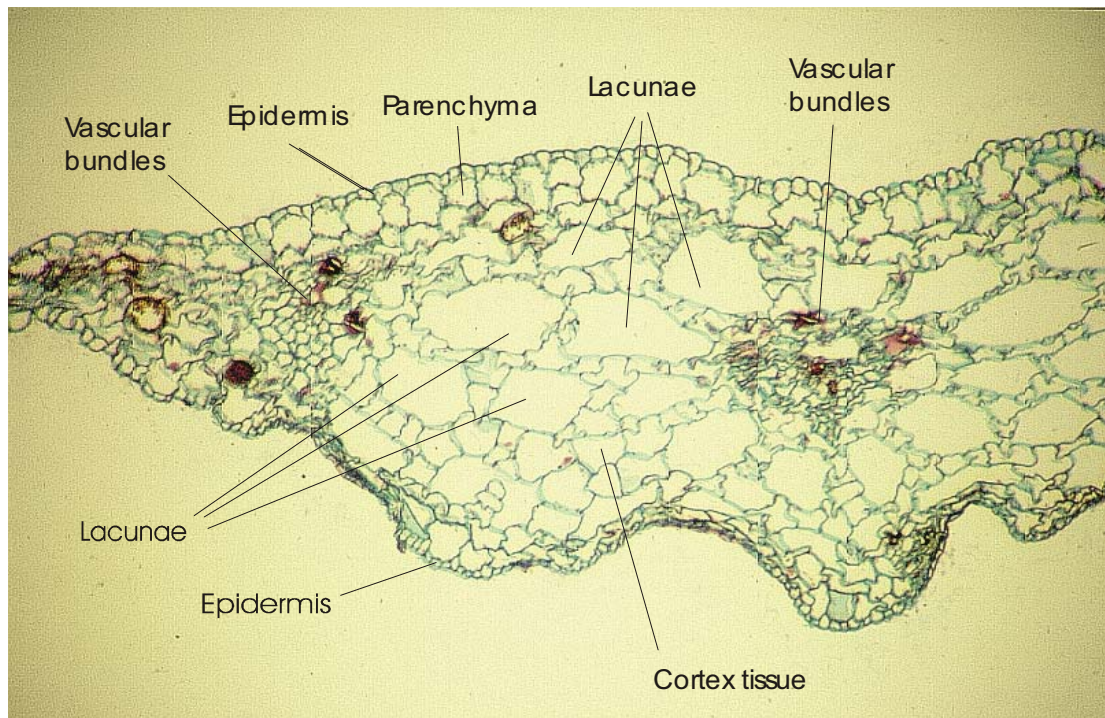 Lacunae
Vascular
bundles
Parenchyma
Epidermis
Vascular
bundles
Lacunae
Epidermis
Cortex tissue